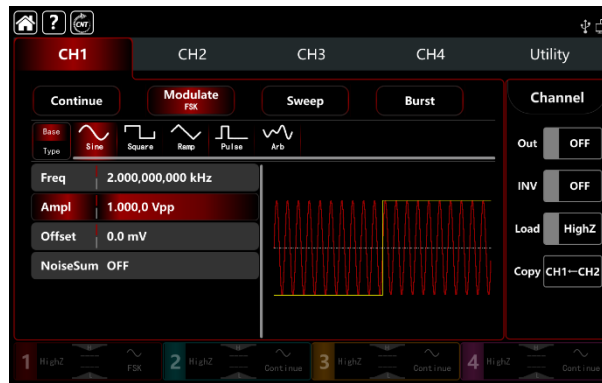 ? CNT
CH1 CH2 CH3 CH4 Utility
Continue Modulate Sweep Burst Channel
FSK
Base
Type Sine Square Ramp Pulse Arb
Out OFF
Freq 2.000,000,000 kHz
INV OFF
Ampl 1.000,0 Vpp
Load HighZ
Offset 0.0 mV
NoiseSum OFF
Copy CH1←CH2
1 HighZ FSK 2 HighZ Continue 3 HighZ Continue 4 HighZ Continue